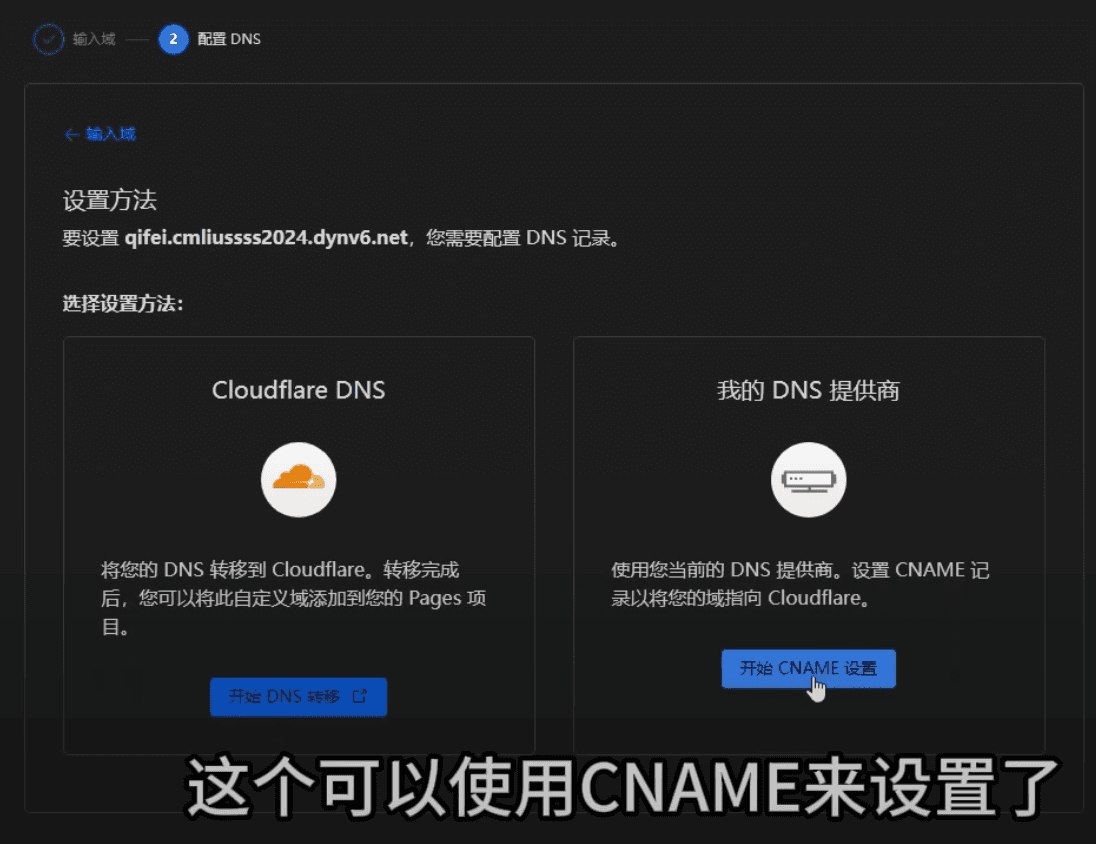 输入域
2 配置 DNS
← 输入域
设置方法
要设置 qifei.cmliussss2024.dynv6.net，您需要配置 DNS 记录。
选择设置方法：
Cloudflare DNS
将您的 DNS 转移到 Cloudflare。转移完成
后，您可以将此自定义域添加到您的 Pages 项
目。
开始 DNS 转移
我的 DNS 提供商
使用您当前的 DNS 提供商。设置 CNAME 记
录以将您的域指向 Cloudflare。
开始 CNAME 设置
这个可以使用CNAME来设置了